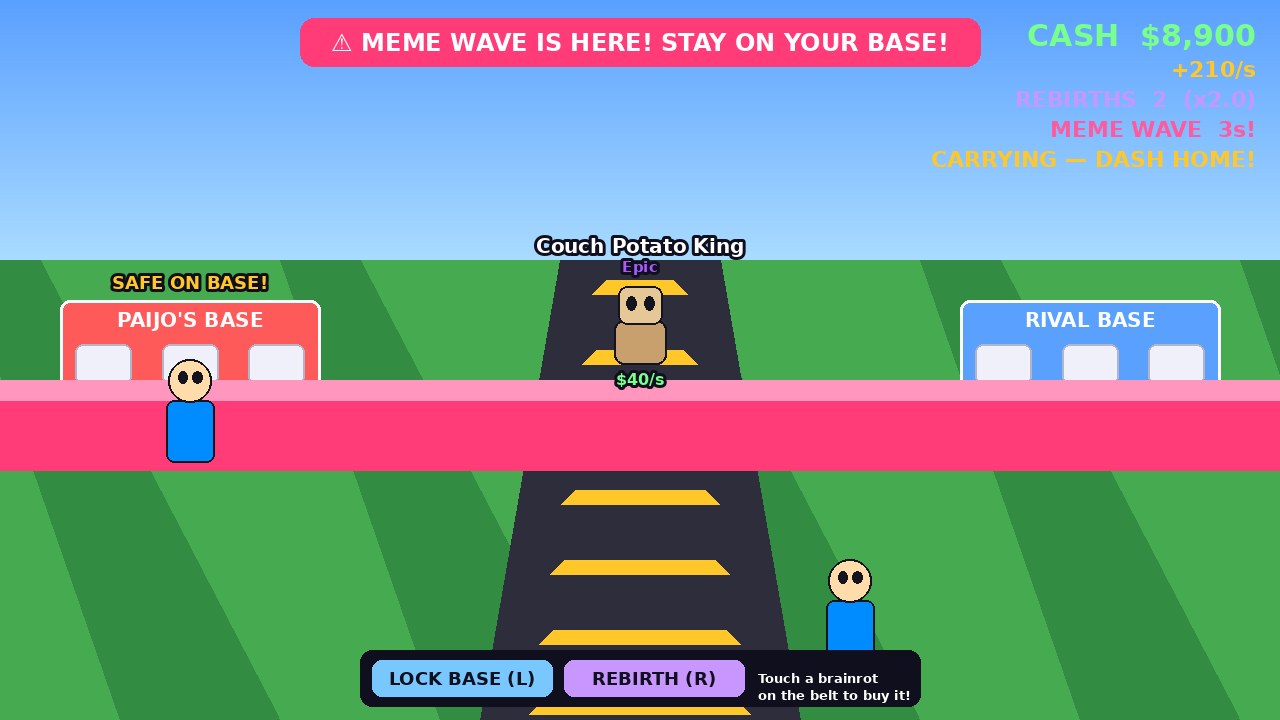 ⚠ MEME WAVE IS HERE! STAY ON YOUR BASE!
CASH $8,900
+210/s
REBIRTHS 2 (x2.0)
MEME WAVE 3s!
CARRYING — DASH HOME!
Couch Potato King
Epic
SAFE ON BASE!
PAIJO'S BASE
RIVAL BASE
$40/s
LOCK BASE (L)
REBIRTH (R)
Touch a brainrot
on the belt to buy it!